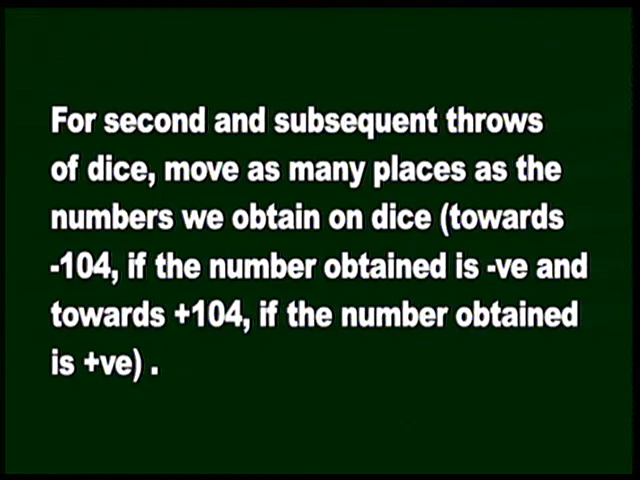 For second and subsequent throws
of dice, move as many places as the
numbers we obtain on dice (towards
-104, if the number obtained is -ve and
towards +104, if the number obtained
is +ve) .